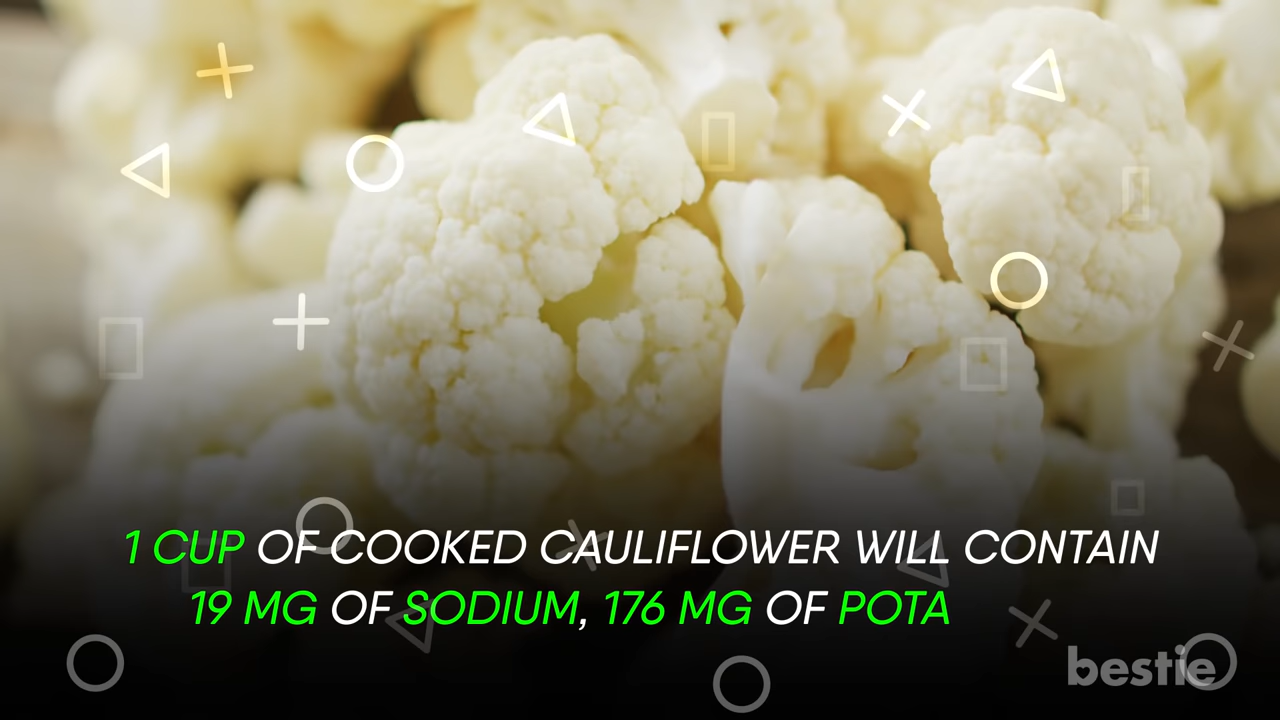 1 CUP OF COOKED CAULIFLOWER WILL CONTAIN
19 MG OF SODIUM, 176 MG OF POTA
bestie